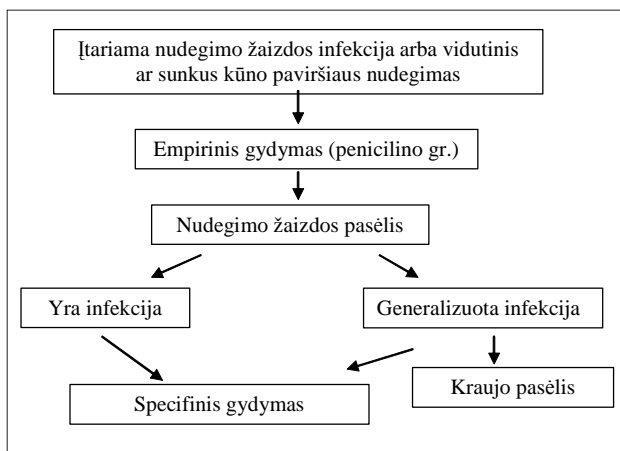 Įtariama nudegimo žaizdos infekcija arba vidutinis
ar sunkus kūno paviršiaus nudegimas
Empirinis gydymas (penicilino gr.)
Nudegimo žaizdos pasėlis
Yra infekcija
Generalizuota infekcija
Specifinis gydymas
Kraujo pasėlis